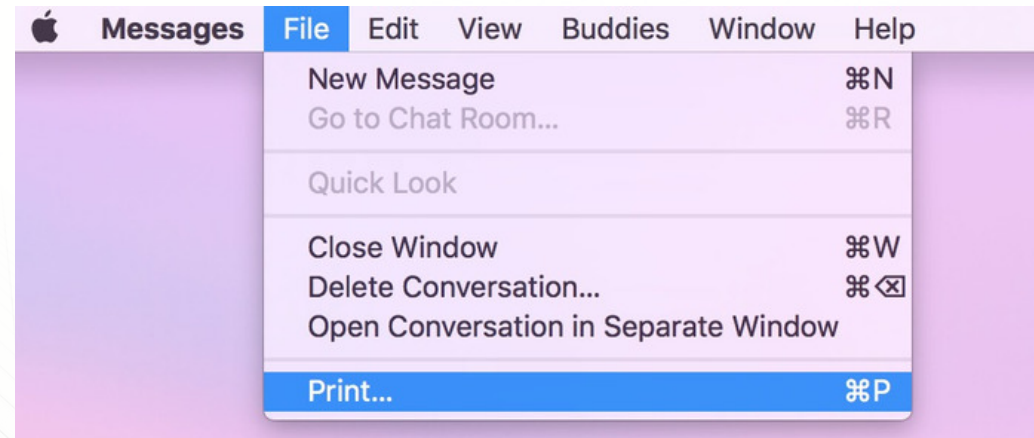 Messages File Edit View Buddies Window Help
New Message ⌘N
Go to Chat Room... ⌘R
Quick Look
Close Window ⌘W
Delete Conversation... ⌘⌫
Open Conversation in Separate Window
Print... ⌘P